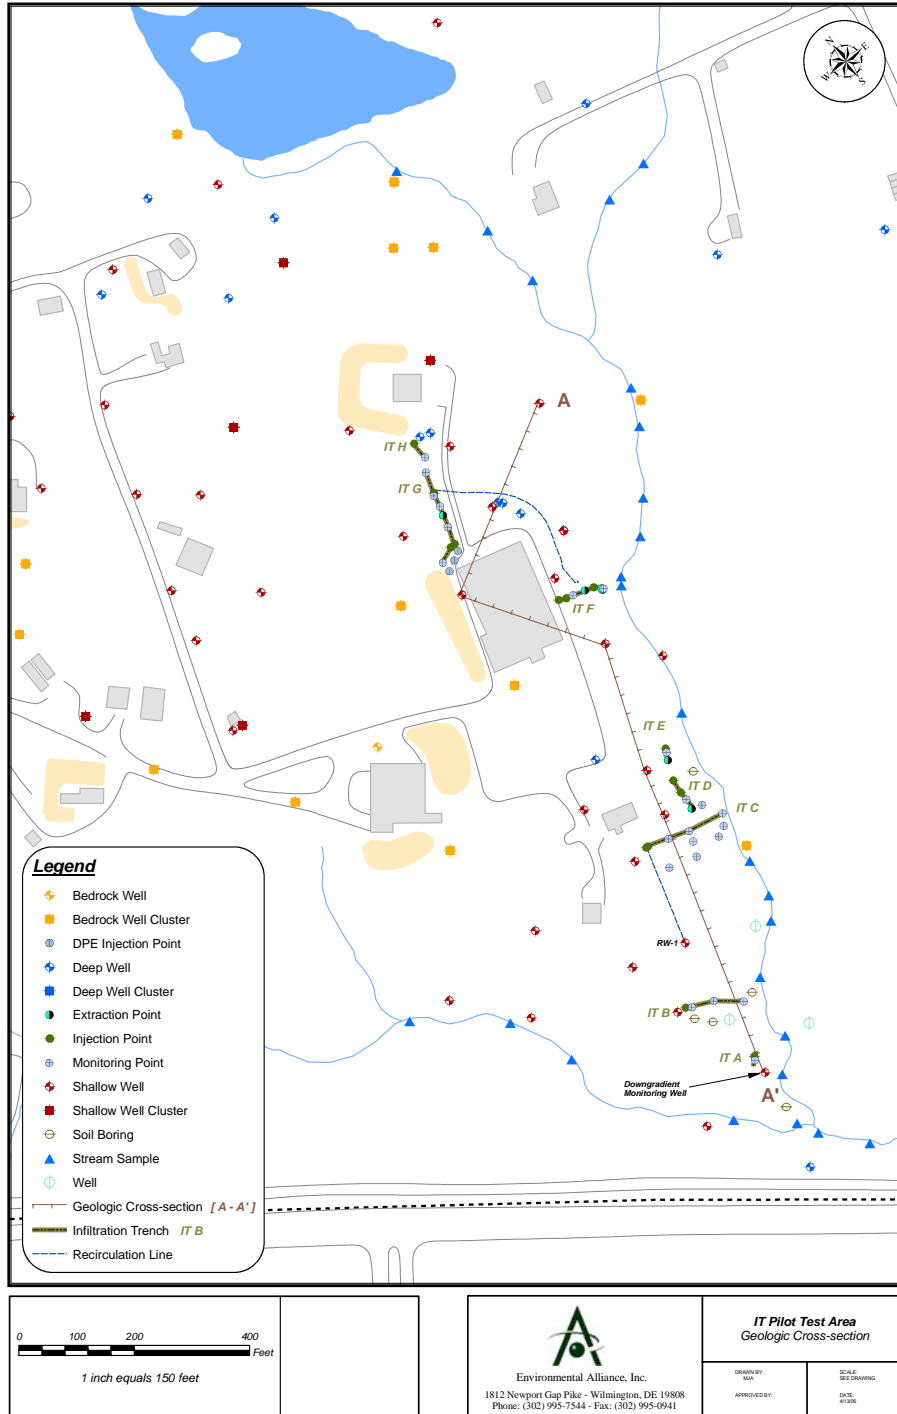 N
E
W
S
A
IT H
IT G
IT F
IT E
IT D
IT C
RW-1
IT B
IT A
Downgradient
Monitoring Well
A'
Legend
Bedrock Well
Bedrock Well Cluster
DPE Injection Point
Deep Well
Deep Well Cluster
Extraction Point
Injection Point
Monitoring Point
Shallow Well
Shallow Well Cluster
Soil Boring
Stream Sample
Well
Geologic Cross-section [ A - A' ]
Infiltration Trench IT B
Recirculation Line
0 100 200 400
Feet
1 inch equals 150 feet
Environmental Alliance, Inc.
1812 Newport Gap Pike - Wilmington, DE 19808
Phone: (302) 995-7544 - Fax: (302) 995-0941
IT Pilot Test Area
Geologic Cross-section
DRAWN BY:
MJA
SCALE:
SEE DRAWING
APPROVED BY:
DATE:
4/13/06